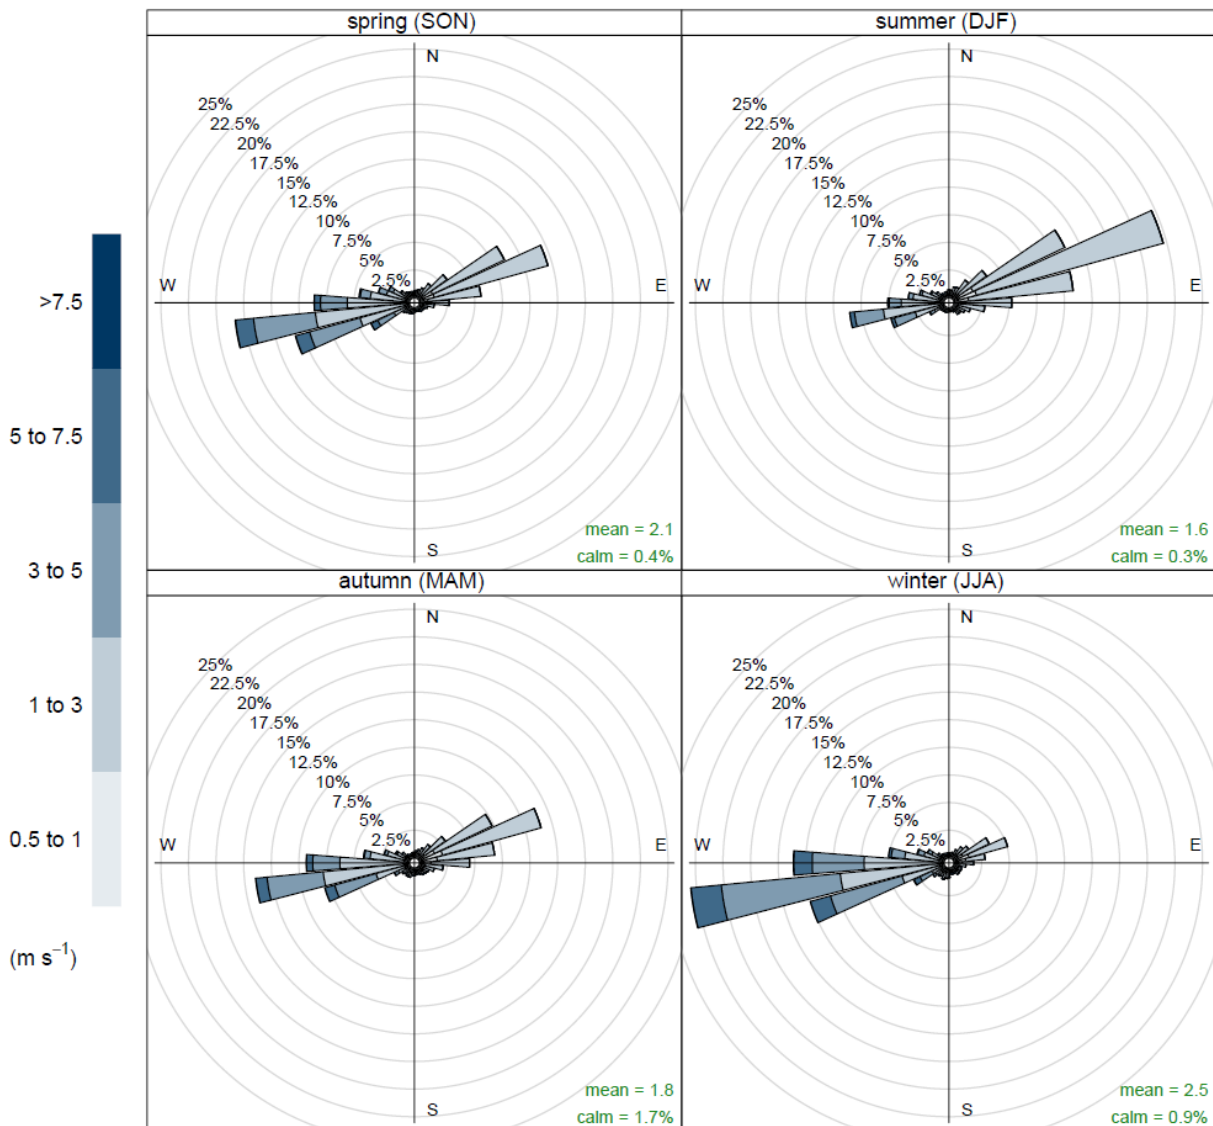 >7.5
5 to 7.5
3 to 5
1 to 3
0.5 to 1
(m s⁻¹)
spring (SON)
N
25%
22.5%
20%
17.5%
15%
12.5%
10%
7.5%
5%
2.5%
W
E
S
mean = 2.1
calm = 0.4%
summer (DJF)
N
25%
22.5%
20%
17.5%
15%
12.5%
10%
7.5%
5%
2.5%
W
E
S
mean = 1.6
calm = 0.3%
autumn (MAM)
N
25%
22.5%
20%
17.5%
15%
12.5%
10%
7.5%
5%
2.5%
W
E
S
mean = 1.8
calm = 1.7%
winter (JJA)
N
25%
22.5%
20%
17.5%
15%
12.5%
10%
7.5%
5%
2.5%
W
E
S
mean = 2.5
calm = 0.9%